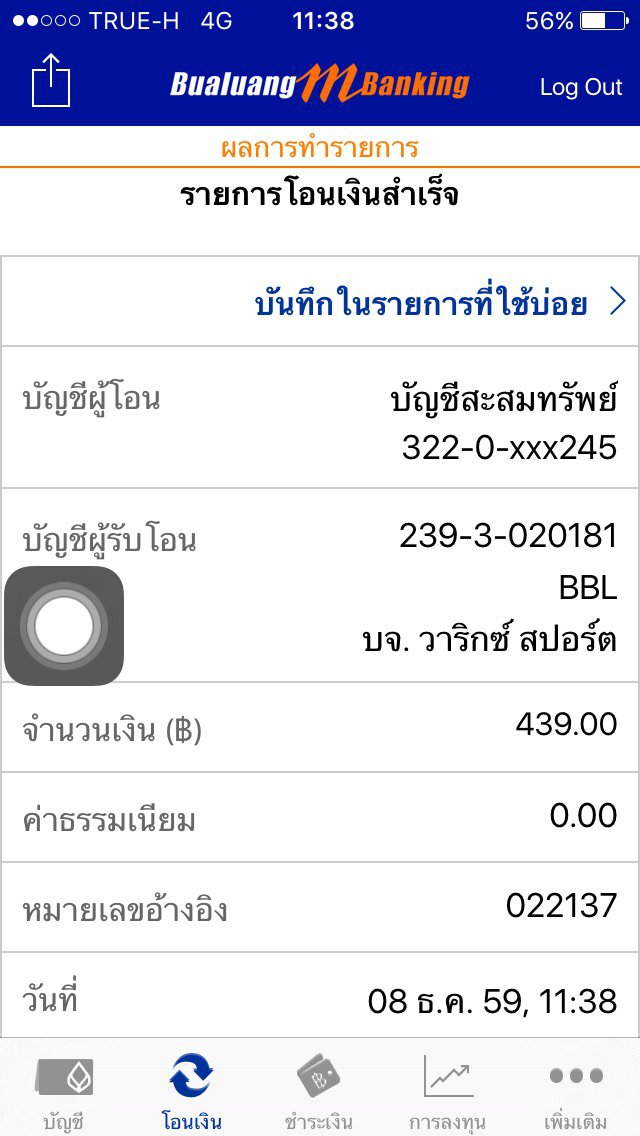 TRUE-H 4G 11:38 56%
Bualuang mBanking Log Out
ผลการทำรายการ
รายการโอนเงินสำเร็จ
บันทึกในรายการที่ใช้บ่อย
บัญชีผู้โอน บัญชีสะสมทรัพย์
322-0-xxx245
บัญชีผู้รับโอน 239-3-020181
BBL
บจ. วาริกซ์ สปอร์ต
จำนวนเงิน (฿) 439.00
ค่าธรรมเนียม 0.00
หมายเลขอ้างอิง 022137
วันที่ 08 ธ.ค. 59, 11:38
บัญชี โอนเงิน ชำระเงิน การลงทุน เพิ่มเติม